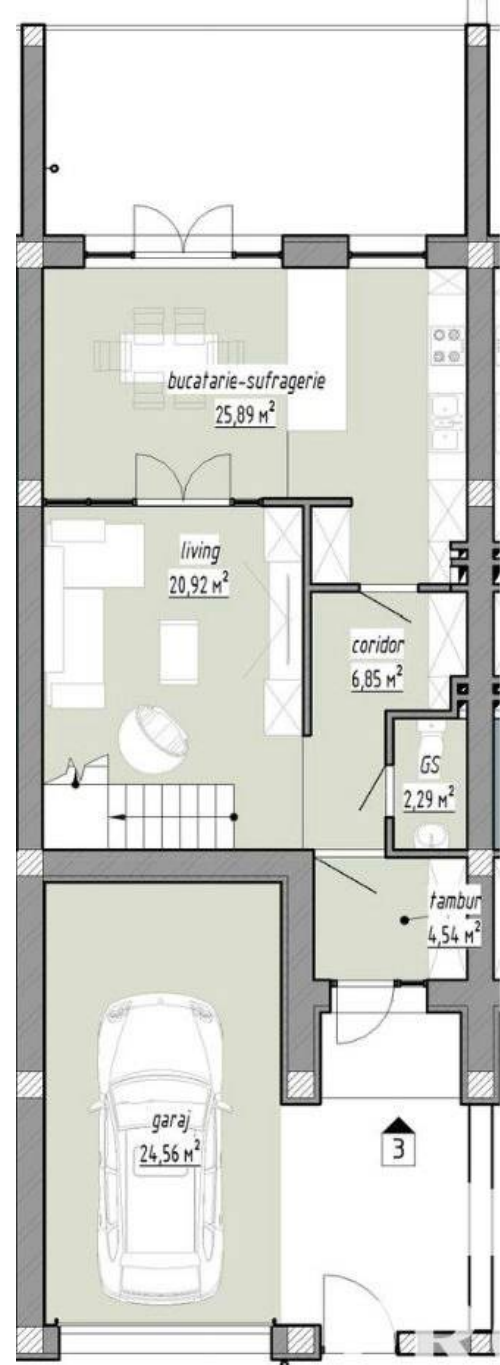 bucatarie-sufragerie
25,89 м²
living
20,92 м²
coridor
6,85 м²
GS
2,29 м²
tambur
4,54 м²
garaj
24,56 м²
3